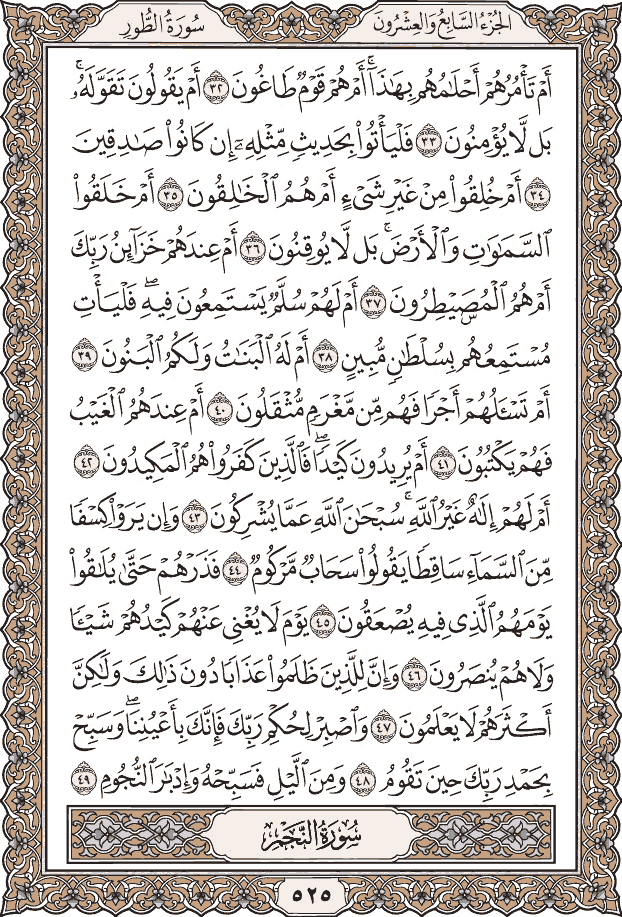 الجُزْءُ السَّابِعُ وَالعِشْرُونَ
سُورَةُ الطُّورِ
أَمْ تَأْمُرُهُمْ أَحْلَـٰمُهُم بِهَـٰذَآۚ أَمْ هُمْ قَوْمٌ طَاغُونَ ٣٢ أَمْ يَقُولُونَ تَقَوَّلَهُۥۚ
بَل لَّا يُؤْمِنُونَ ٣٣ فَلْيَأْتُوا۟ بِحَدِيثٍ مِّثْلِهِۦٓ إِن كَانُوا۟ صَـٰدِقِينَ
٣٤ أَمْ خُلِقُوا۟ مِنْ غَيْرِ شَىْءٍ أَمْ هُمُ ٱلْخَـٰلِقُونَ ٣٥ أَمْ خَلَقُوا۟
ٱلسَّمَـٰوَٰتِ وَٱلْأَرْضَۚ بَل لَّا يُوقِنُونَ ٣٦ أَمْ عِندَهُمْ خَزَآئِنُ رَبِّكَ
أَمْ هُمُ ٱلْمُصَۣيْطِرُونَ ٣٧ أَمْ لَهُمْ سُلَّمٌ يَسْتَمِعُونَ فِيهِۖ فَلْيَأْتِ
مُسْتَمِعُهُم بِسُلْطَـٰنٍ مُّبِينٍ ٣٨ أَمْ لَهُ ٱلْبَنَـٰتُ وَلَكُمُ ٱلْبَنُونَ ٣٩
أَمْ تَسْـَٔلُهُمْ أَجْرًا فَهُم مِّن مَّغْرَمٍ مُّثْقَلُونَ ٤٠ أَمْ عِندَهُمُ ٱلْغَيْبُ
فَهُمْ يَكْتُبُونَ ٤١ أَمْ يُرِيدُونَ كَيْدًاۖ فَٱلَّذِينَ كَفَرُوا۟ هُمُ ٱلْمَكِيدُونَ ٤٢
أَمْ لَهُمْ إِلَـٰهٌ غَيْرُ ٱللَّهِۚ سُبْحَـٰنَ ٱللَّهِ عَمَّا يُشْرِكُونَ ٤٣ وَإِن يَرَوْا۟ كِسْفًا
مِّنَ ٱلسَّمَآءِ سَاقِطًا يَقُولُوا۟ سَحَابٌ مَّرْكُومٌ ٤٤ فَذَرْهُمْ حَتَّىٰ يُلَـٰقُوا۟
يَوْمَهُمُ ٱلَّذِى فِيهِ يُصْعَقُونَ ٤٥ يَوْمَ لَا يُغْنِى عَنْهُمْ كَيْدُهُمْ شَيْـًٔا
وَلَا هُمْ يُنصَرُونَ ٤٦ وَإِنَّ لِلَّذِينَ ظَلَمُوا۟ عَذَابًا دُونَ ذَٰلِكَ وَلَـٰكِنَّ
أَكْثَرَهُمْ لَا يَعْلَمُونَ ٤٧ وَٱصْبِرْ لِحُكْمِ رَبِّكَ فَإِنَّكَ بِأَعْيُنِنَاۖ وَسَبِّحْ
بِحَمْدِ رَبِّكَ حِينَ تَقُومُ ٤٨ وَمِنَ ٱلَّيْلِ فَسَبِّحْهُ وَإِدْبَـٰرَ ٱلنُّجُومِ ٤٩
سُورَةُ النَّجْمِ
٥٢٥